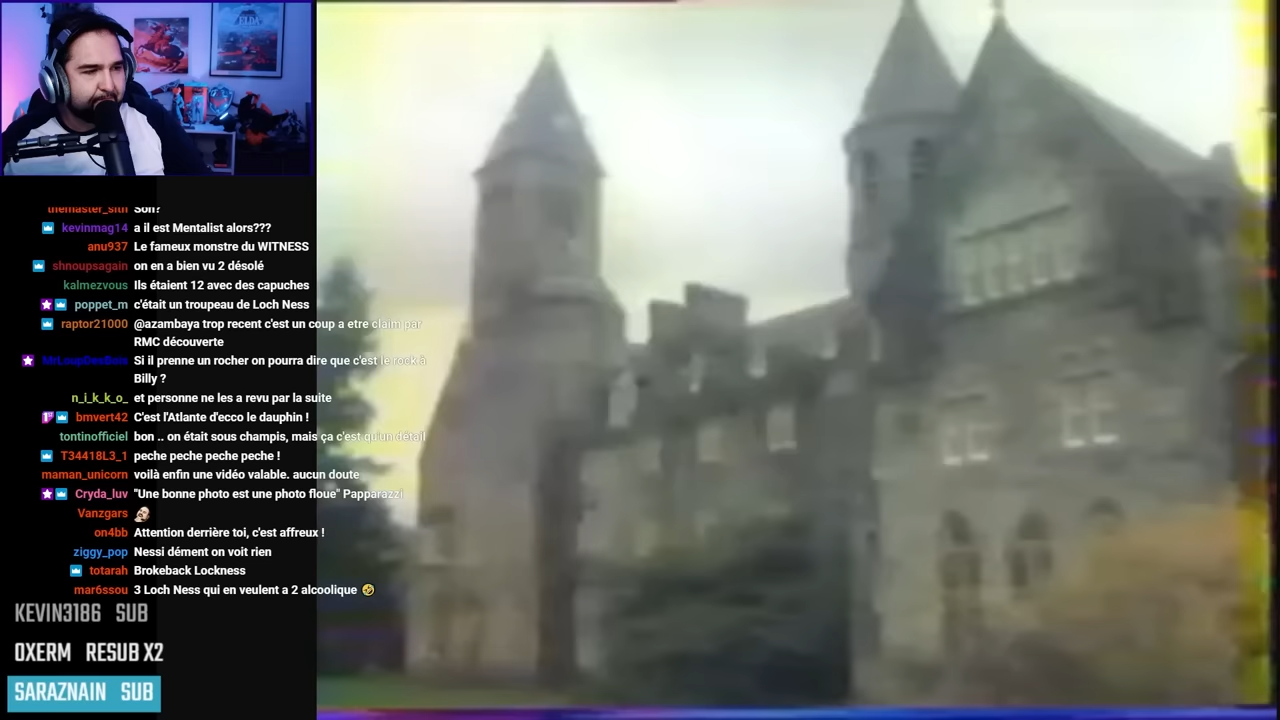 ZELDA
themaster_sith Son?
kevinmag14 a il est Mentalist alors???
anu937 Le fameux monstre du WITNESS
shnoupsagain on en a bien vu 2 désolé
kalmezvous Ils étaient 12 avec des capuches
poppet_m c'était un troupeau de Loch Ness
raptor21000 @azambaya trop recent c'est un coup a etre claim par
RMC découverte
Si il prenne un rocher on pourra dire que c'est le rock à
Billy ?
n_i_k_k_o_ et personne ne les a revu par la suite
bmvert42 C'est l'Atlante d'ecco le dauphin !
tontinofficiel bon .. on était sous champis, mais ça c'est qu'un détail
T34418L3_1 peche peche peche peche !
maman_unicorn voilà enfin une vidéo valable. aucun doute
Cryda_luv "Une bonne photo est une photo floue" Papparazzi
Vanzgars
on4bb Attention derrière toi, c'est affreux !
ziggy_pop Nessi dément on voit rien
totarah Brokeback Lockness
mar6ssou 3 Loch Ness qui en veulent a 2 alcoolique 🤣
KEVIN3186 SUB
OXERM RESUB X2
SARAZNAIN SUB